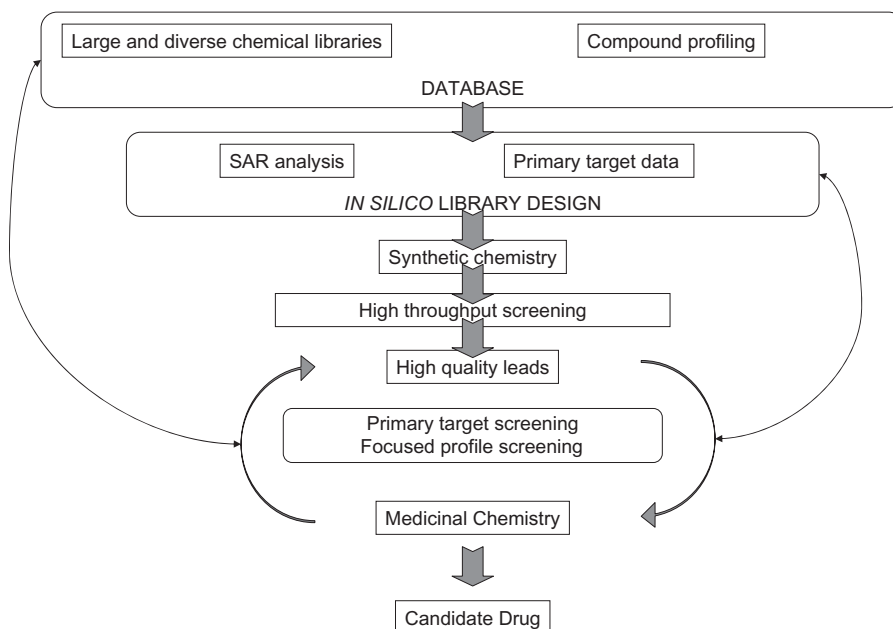 Large and diverse chemical libraries
Compound profiling
DATABASE
SAR analysis
Primary target data
IN SILICO LIBRARY DESIGN
Synthetic chemistry
High throughput screening
High quality leads
Primary target screening
Focused profile screening
Medicinal Chemistry
Candidate Drug